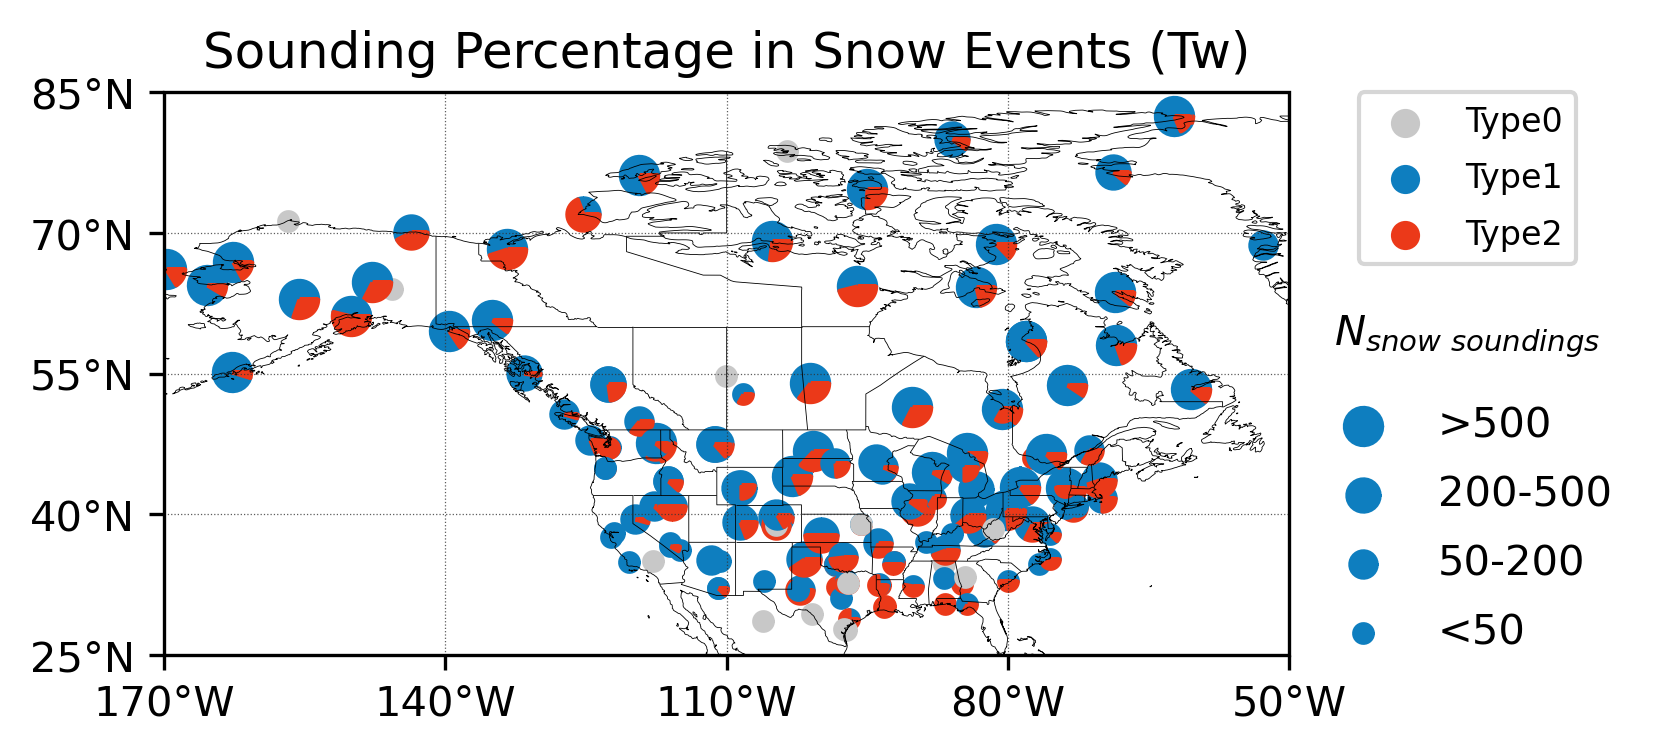 Sounding Percentage in Snow Events (Tw)
85°N
70°N
55°N
40°N
25°N
170°W
140°W
110°W
80°W
50°W
Type0
Type1
Type2
N snow soundings
>500
200-500
50-200
<50